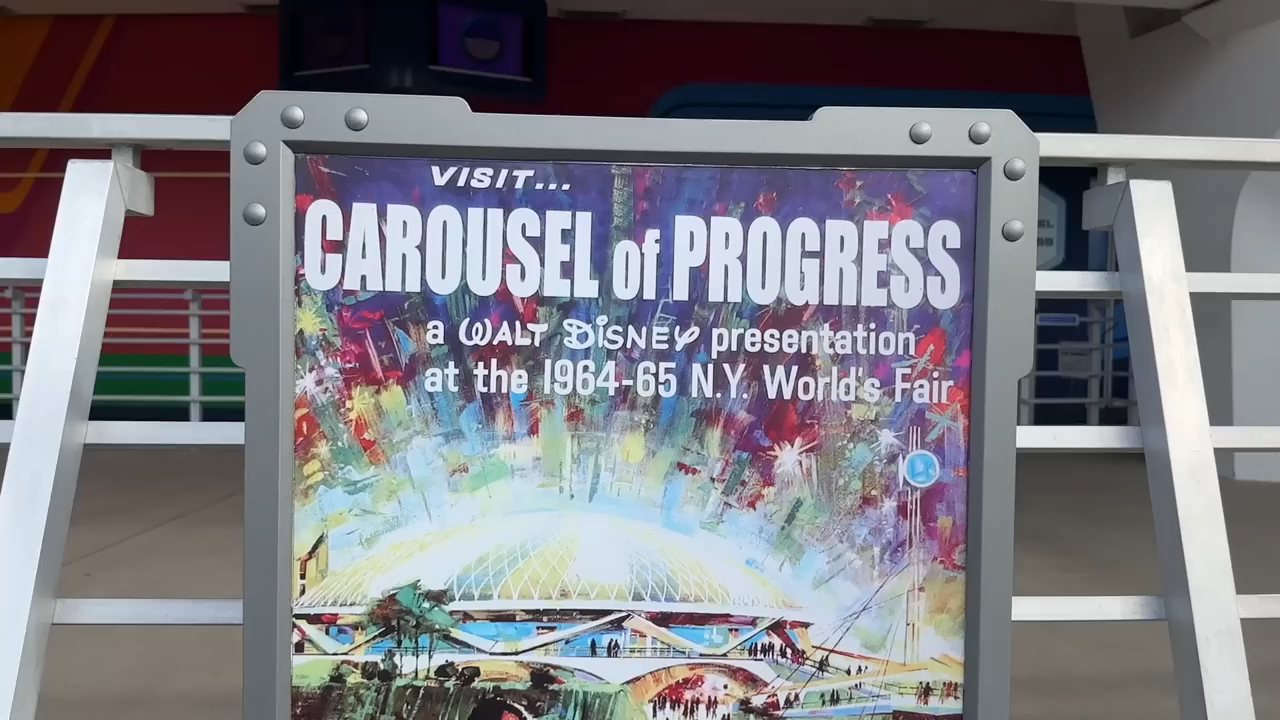 VISIT...
CAROUSEL of PROGRESS
a WALT DISNEY presentation
at the 1964-65 N.Y. World's Fair